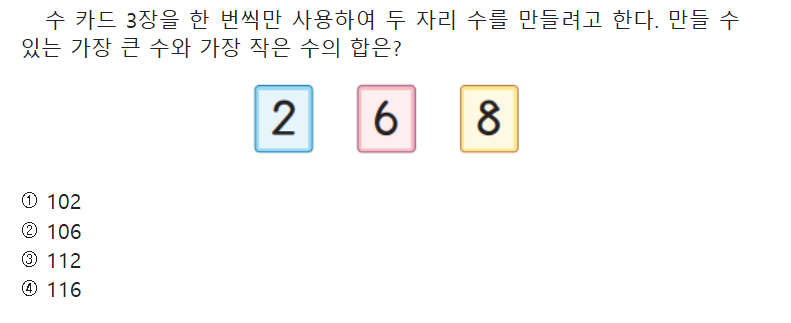 수 카드 3장을 한 번씩만 사용하여 두 자리 수를 만들려고 한다. 만들 수
있는 가장 큰 수와 가장 작은 수의 합은?
2 6 8
① 102
② 106
③ 112
④ 116